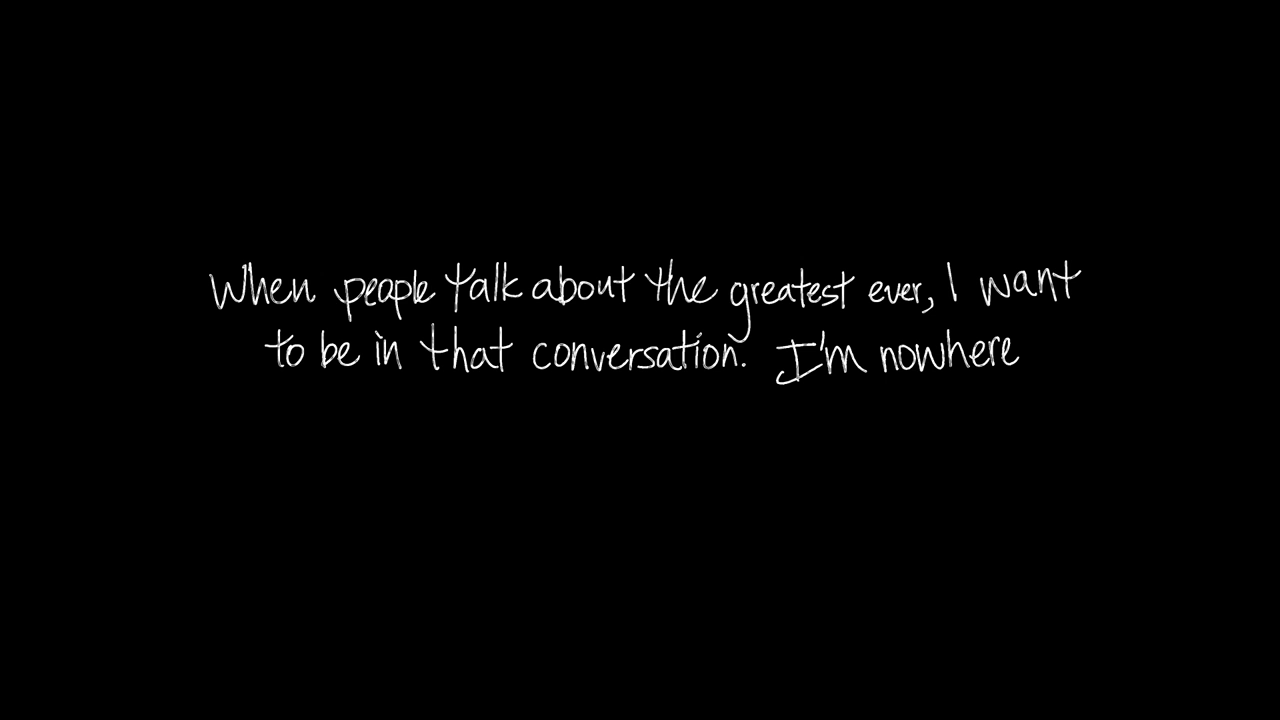 When people talk about the greatest ever, I want
to be in that conversation. I'm nowhere